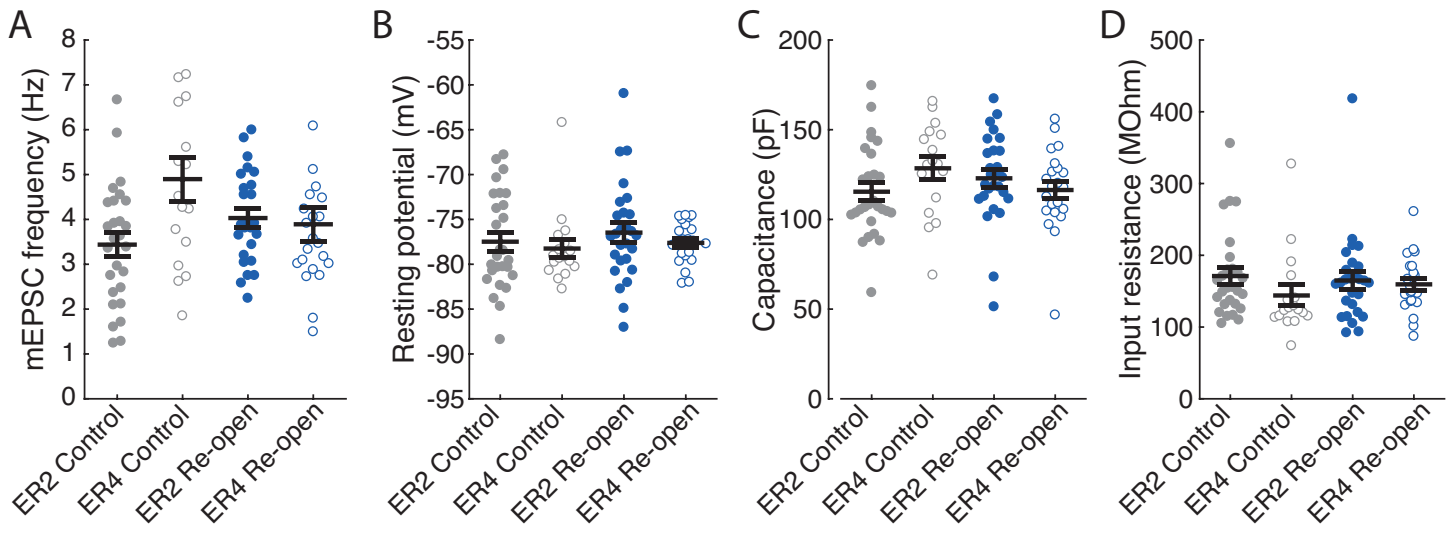 A
mEPSC frequency (Hz)
8
7
6
5
4
3
2
1
0
ER2 Control
ER4 Control
ER2 Re-open
ER4 Re-open
B
Resting potential (mV)
-55
-60
-65
-70
-75
-80
-85
-90
-95
ER2 Control
ER4 Control
ER2 Re-open
ER4 Re-open
C
Capacitance (pF)
200
150
100
50
0
ER2 Control
ER4 Control
ER2 Re-open
ER4 Re-open
D
Input resistance (MOhm)
500
400
300
200
100
0
ER2 Control
ER4 Control
ER2 Re-open
ER4 Re-open